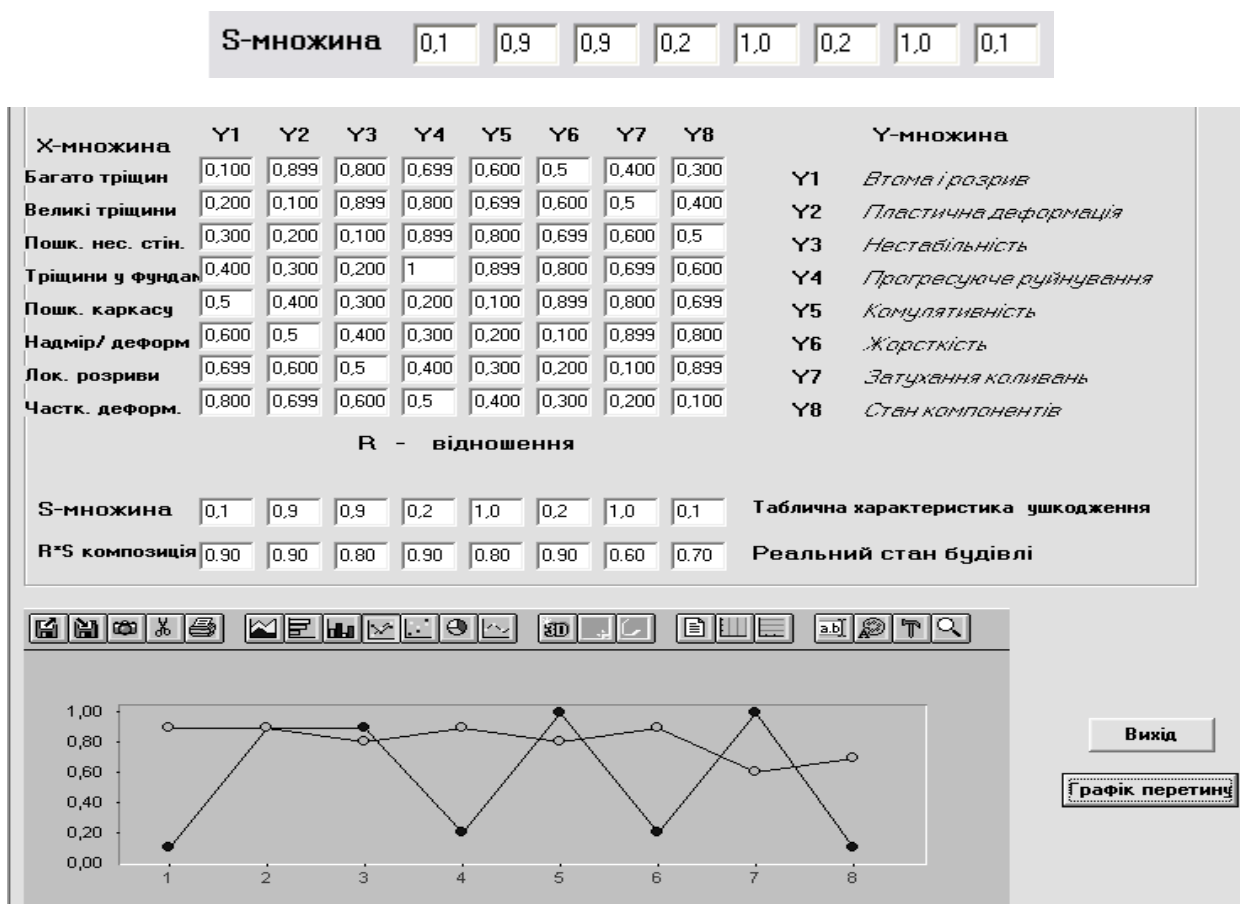 S-множина 0,1 0,9 0,9 0,2 1,0 0,2 1,0 0,1
X-множина Y1 Y2 Y3 Y4 Y5 Y6 Y7 Y8 Y-множина
Багато тріщин 0,100 0,899 0,800 0,699 0,600 0,5 0,400 0,300 Y1 Втома і розрив
Великі тріщини 0,200 0,100 0,899 0,800 0,699 0,600 0,5 0,400 Y2 Пластична деформація
Пошк. нес. стін. 0,300 0,200 0,100 0,899 0,800 0,699 0,600 0,5 Y3 Нестабільність
Тріщини у фундам 0,400 0,300 0,200 1 0,899 0,800 0,699 0,600 Y4 Прогресуюче руйнування
Пошк. каркасу 0,5 0,400 0,300 0,200 0,100 0,899 0,800 0,699 Y5 Комулятивність
Надмір/ деформ 0,600 0,5 0,400 0,300 0,200 0,100 0,899 0,800 Y6 Жорсткість
Лок. розриви 0,699 0,600 0,5 0,400 0,300 0,200 0,100 0,899 Y7 Затухання коливань
Частк. деформ. 0,800 0,699 0,600 0,5 0,400 0,300 0,200 0,100 Y8 Стан компонентів
R - відношення
S-множина 0,1 0,9 0,9 0,2 1,0 0,2 1,0 0,1 Таблична характеристика ушкодження
R*S композиція 0.90 0.90 0.80 0.90 0.80 0.90 0.60 0.70 Реальний стан будівлі
3D a.b
1,00
0,80
0,60
0,40
0,20
0,00
1 2 3 4 5 6 7 8
Вихід
Графік перетину